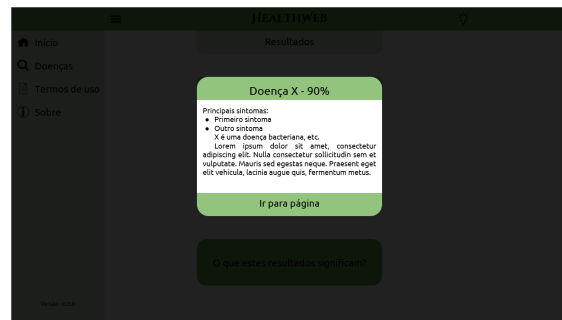 HEALTHWEB
Início
Doenças
Termos de uso
Sobre
Resultados
Doença X - 90%
Principais sintomas:
• Primeiro sintoma
• Outro sintoma
X é uma doença bacteriana, etc.
Lorem ipsum dolor sit amet, consectetur
adipiscing elit. Nulla consectetur sollicitudin sem et
vulputate. Mauris sed egestas neque. Praesent eget
elit vehicula, lacinia augue quis, fermentum metus.
Ir para página
O que estes resultados significam?